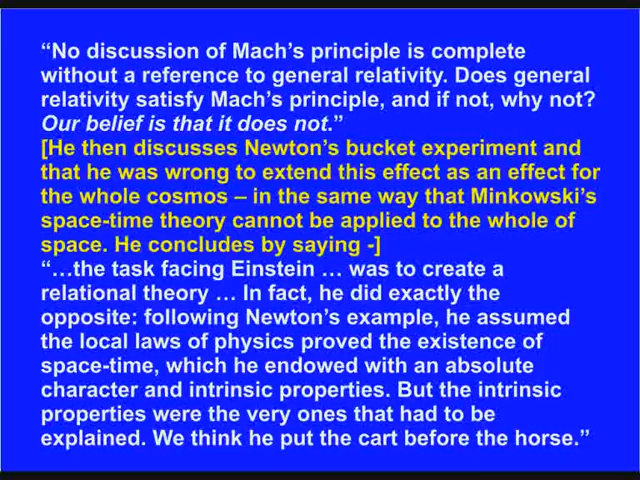 “No discussion of Mach’s principle is complete
without a reference to general relativity. Does general
relativity satisfy Mach’s principle, and if not, why not?
Our belief is that it does not.”
[He then discusses Newton’s bucket experiment and
that he was wrong to extend this effect as an effect for
the whole cosmos – in the same way that Minkowski’s
space-time theory cannot be applied to the whole of
space. He concludes by saying -]
“…the task facing Einstein … was to create a
relational theory … In fact, he did exactly the
opposite: following Newton’s example, he assumed
the local laws of physics proved the existence of
space-time, which he endowed with an absolute
character and intrinsic properties. But the intrinsic
properties were the very ones that had to be
explained. We think he put the cart before the horse.”